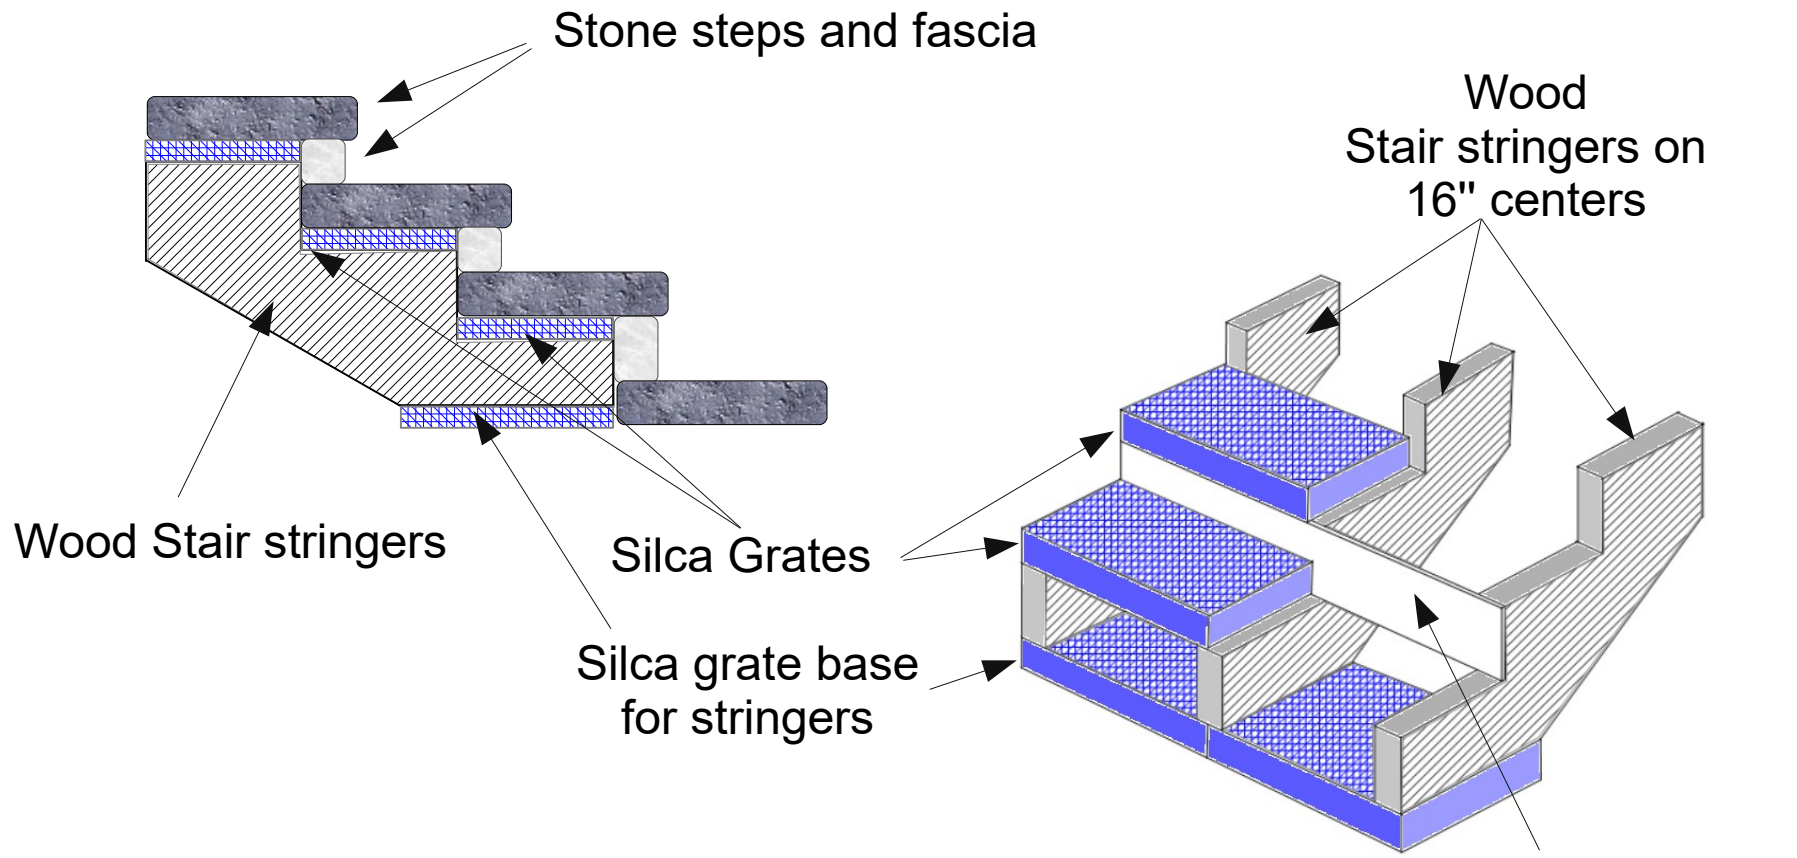 Stone steps and fascia
Wood
Stair stringers on
16" centers
Wood Stair stringers
Silca Grates
Silca grate base
for stringers